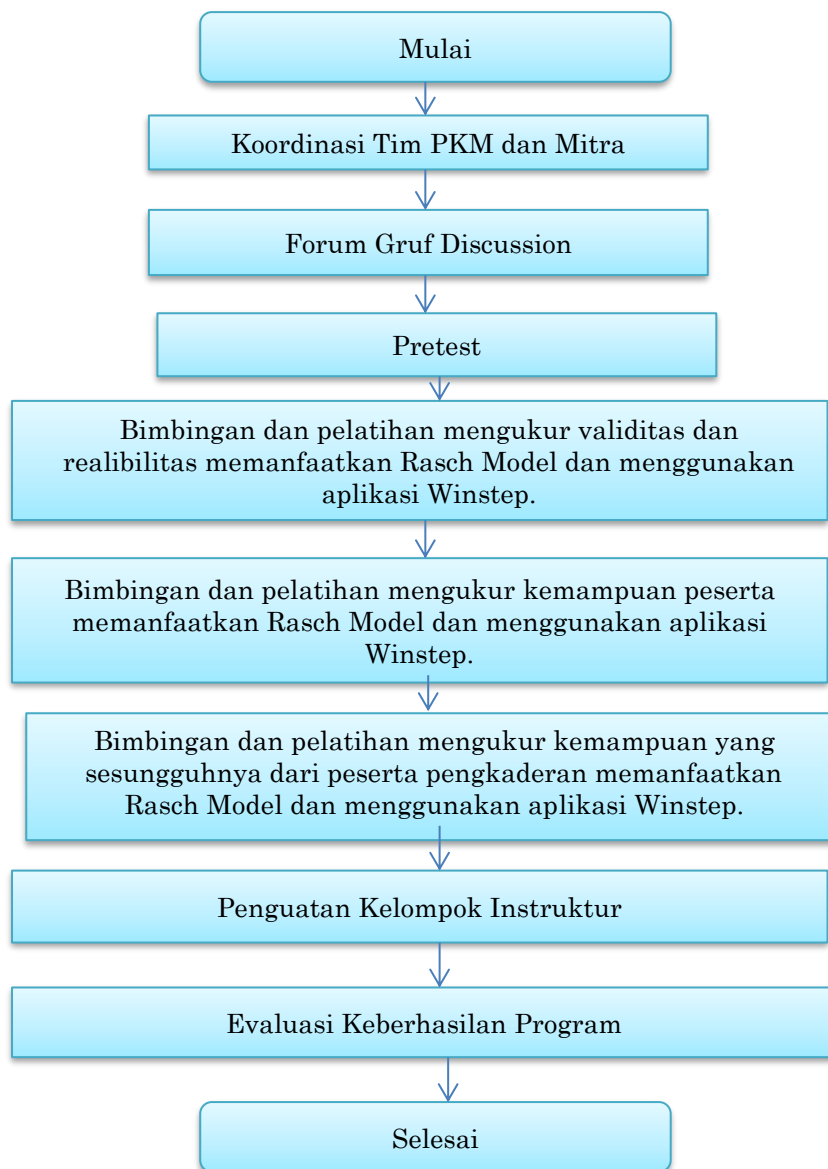 Mulai
Koordinasi Tim PKM dan Mitra
Forum Gruf Discussion
Pretest
Bimbingan dan pelatihan mengukur validitas dan
realibilitas memanfaatkan Rasch Model dan menggunakan
aplikasi Winstep.
Bimbingan dan pelatihan mengukur kemampuan peserta
memanfaatkan Rasch Model dan menggunakan aplikasi
Winstep.
Bimbingan dan pelatihan mengukur kemampuan yang
sesungguhnya dari peserta pengkaderan memanfaatkan
Rasch Model dan menggunakan aplikasi Winstep.
Penguatan Kelompok Instruktur
Evaluasi Keberhasilan Program
Selesai